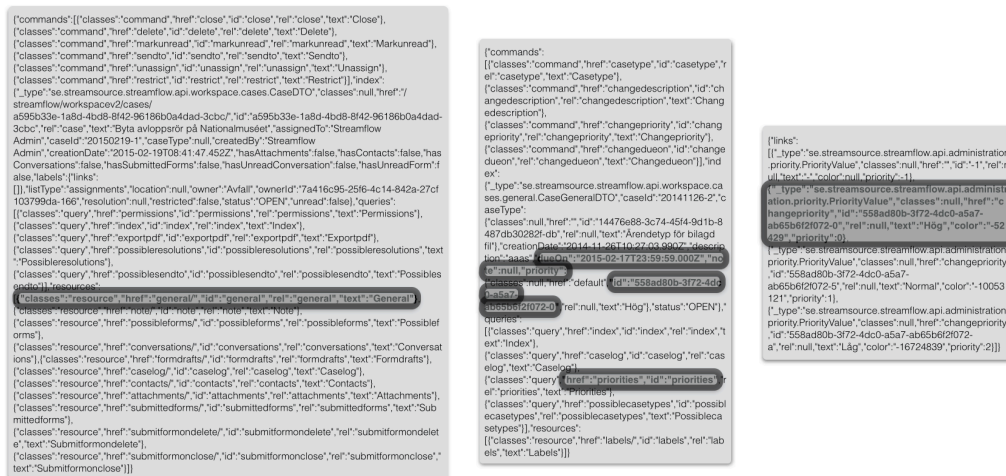 {"commands":[{"classes":"command","href":"close","id":"close","rel":"close","text":"Close"},
{"classes":"command","href":"delete","id":"delete","rel":"delete","text":"Delete"},
{"classes":"command","href":"markunread","id":"markunread","rel":"markunread","text":"Markunread"},
{"classes":"command","href":"sendto","id":"sendto","rel":"sendto","text":"Sendto"},
{"classes":"command","href":"unassign","id":"unassign","rel":"unassign","text":"Unassign"},
{"classes":"command","href":"restrict","id":"restrict","rel":"restrict","text":"Restrict"}],"index":
{"_type":"se.streamsource.streamflow.api.workspace.cases.CaseDTO","classes":null,"href":"/
streamflow/workspacev2/cases/
a595b33e-1a8d-4bd8-8f42-96186b0a4dad-3cbc/","id":"a595b33e-1a8d-4bd8-8f42-96186b0a4dad-
3cbc","rel":"case","text":"Byta avloppsrör på Nationalmuséet","assignedTo":"Streamflow
Admin","caseId":"20150219-1","caseType":null,"createdBy":"Streamflow
Admin","creationDate":"2015-02-19T08:41:47.452Z","hasAttachments":false,"hasContacts":false,"has
Conversations":false,"hasSubmittedForms":false,"hasUnreadConversation":false,"hasUnreadForm":f
alse,"labels":{"links":
[]},"listType":"assignments","location":null,"owner":"Avfall","ownerId":"7a416c95-25f6-4c14-842a-27cf
103799da-166","resolution":null,"restricted":false,"status":"OPEN","unread":false},"queries":
[{"classes":"query","href":"permissions","id":"permissions","rel":"permissions","text":"Permissions"},
{"classes":"query","href":"index","id":"index","rel":"index","text":"Index"},
{"classes":"query","href":"exportpdf","id":"exportpdf","rel":"exportpdf","text":"Exportpdf"},
{"classes":"query","href":"possibleresolutions","id":"possibleresolutions","rel":"possibleresolutions","text
":"Possibleresolutions"},
{"classes":"query","href":"possiblesendto","id":"possiblesendto","rel":"possiblesendto","text":"Possibles
endto"}],"resources":
[{"classes":"resource","href":"general/","id":"general","rel":"general","text":"General"},
{"classes":"resource","href":"note/","id":"note","rel":"note","text":"Note"},
{"classes":"resource","href":"possibleforms/","id":"possibleforms","rel":"possibleforms","text":"Possiblef
orms"},
{"classes":"resource","href":"conversations/","id":"conversations","rel":"conversations","text":"Conversat
ions"},{"classes":"resource","href":"formdrafts/","id":"formdrafts","rel":"formdrafts","text":"Formdrafts"},
{"classes":"resource","href":"caselog/","id":"caselog","rel":"caselog","text":"Caselog"},
{"classes":"resource","href":"contacts/","id":"contacts","rel":"contacts","text":"Contacts"},
{"classes":"resource","href":"attachments/","id":"attachments","rel":"attachments","text":"Attachments"},
{"classes":"resource","href":"submittedforms/","id":"submittedforms","rel":"submittedforms","text":"Sub
mittedforms"},
{"classes":"resource","href":"submitformondelete/","id":"submitformondelete","rel":"submitformondelet
e","text":"Submitformondelete"},
{"classes":"resource","href":"submitformonclose/","id":"submitformonclose","rel":"submitformonclose","
text":"Submitformonclose"}]}
{"commands":
[{"classes":"command","href":"casetype","id":"casetype","r
el":"casetype","text":"Casetype"},
{"classes":"command","href":"changedescription","id":"ch
angedescription","rel":"changedescription","text":"Chang
edescription"},
{"classes":"command","href":"changepriority","id":"chang
epriority","rel":"changepriority","text":"Changepriority"},
{"classes":"command","href":"changedueon","id":"change
dueon","rel":"changedueon","text":"Changedueon"}],"ind
ex":
{"_type":"se.streamsource.streamflow.api.workspace.ca
ses.general.CaseGeneralDTO","caseId":"20141126-2","c
aseType":
{"classes":null,"href":"","id":"14476e88-3c74-45f4-9d1b-8
487db30282f-db","rel":null,"text":"Ärendetyp för bilagd
fil"},"creationDate":"2014-11-26T10:27:03.990Z","descrip
tion":"aaas","dueOn":"2015-02-17T23:59:59.000Z","no
te":null,"priority":
{"classes":null,"href":"default","id":"558ad80b-3f72-4dc
0-a5a7-
ab65b6f2f072-0","rel":null,"text":"Hög"},"status":"OPEN"},
"queries":
[{"classes":"query","href":"index","id":"index","rel":"index","t
ext":"Index"},
{"classes":"query","href":"caselog","id":"caselog","rel":"cas
elog","text":"Caselog"},
{"classes":"query","href":"priorities","id":"priorities","r
el":"priorities","text":"Priorities"},
{"classes":"query","href":"possiblecasetypes","id":"possibl
ecasetypes","rel":"possiblecasetypes","text":"Possibleca
setypes"}],"resources":
[{"classes":"resource","href":"labels/","id":"labels","rel":"lab
els","text":"Labels"}]}
{"links":
[{"_type":"se.streamsource.streamflow.api.administration
.priority.PriorityValue","classes":null,"href":"","id":"-1","rel":n
ull,"text":"-","color":null,"priority":-1},
{"_type":"se.streamsource.streamflow.api.administr
ation.priority.PriorityValue","classes":null,"href":"c
hangepriority","id":"558ad80b-3f72-4dc0-a5a7-
ab65b6f2f072-0","rel":null,"text":"Hög","color":"-52
429","priority":0},
{"_type":"se.streamsource.streamflow.api.administration.
priority.PriorityValue","classes":null,"href":"changepriority"
,"id":"558ad80b-3f72-4dc0-a5a7-
ab65b6f2f072-5","rel":null,"text":"Normal","color":"-10053
121","priority":1},
{"_type":"se.streamsource.streamflow.api.administration.
priority.PriorityValue","classes":null,"href":"changepriority"
,"id":"558ad80b-3f72-4dc0-a5a7-ab65b6f2f072-
a","rel":null,"text":"Låg","color":"-16724839","priority":2}]}